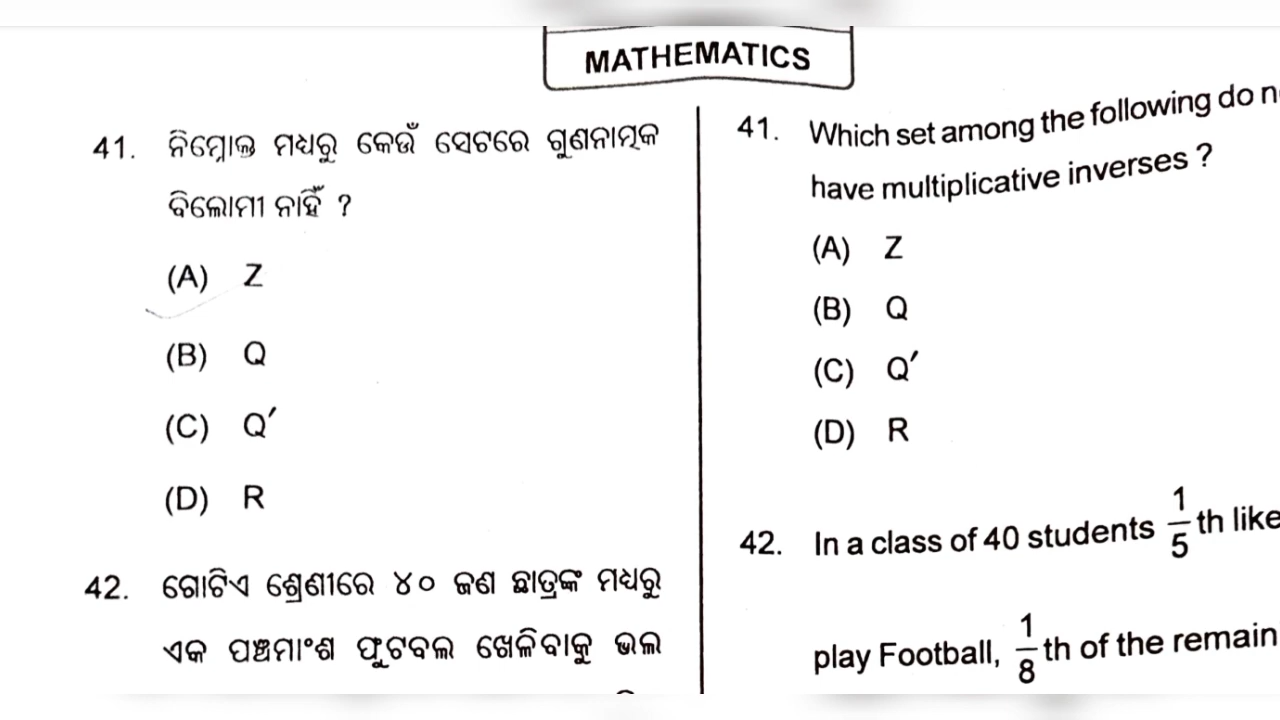 MATHEMATICS
41. ନିମ୍ନୋକ୍ତ ମଧ୍ୟରୁ କେଉଁ ସେଟରେ ଗୁଣନାତ୍ମକ
ବିଲୋମୀ ନାହିଁ ?
(A) Z
(B) Q
(C) Q′
(D) R
42. ଗୋଟିଏ ଶ୍ରେଣୀରେ ୪୦ ଜଣ ଛାତ୍ରଙ୍କ ମଧ୍ୟରୁ
ଏକ ପଞ୍ଚମାଂଶ ଫୁଟବଲ ଖେଳିବାକୁ ଭଲ
41. Which set among the following do n
have multiplicative inverses ?
(A) Z
(B) Q
(C) Q′
(D) R
42. In a class of 40 students 1/5 th like
play Football, 1/8 th of the remain